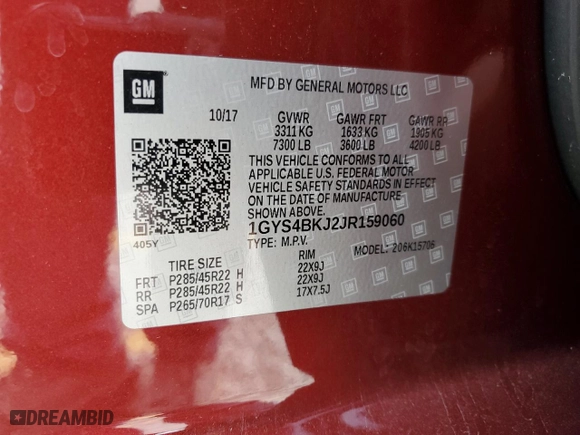 GM
MFD BY GENERAL MOTORS LLC
10/17 GVWR GAWR FRT GAWR RR
3311 KG 1633 KG 1905 KG
7300 LB 3600 LB 4200 LB
THIS VEHICLE CONFORMS TO ALL
APPLICABLE U.S. FEDERAL MOTOR
VEHICLE SAFETY STANDARDS IN EFFECT
ON THE DATE OF MANUFACTURE
SHOWN ABOVE.
1GYS4BKJ2JR159060
405Y TYPE: M.P.V. MODEL: 206K15706
TIRE SIZE RIM
FRT P285/45R22 H 22X9J
RR P285/45R22 H 22X9J
SPA P265/70R17 S 17X7.5J
DREAMBID